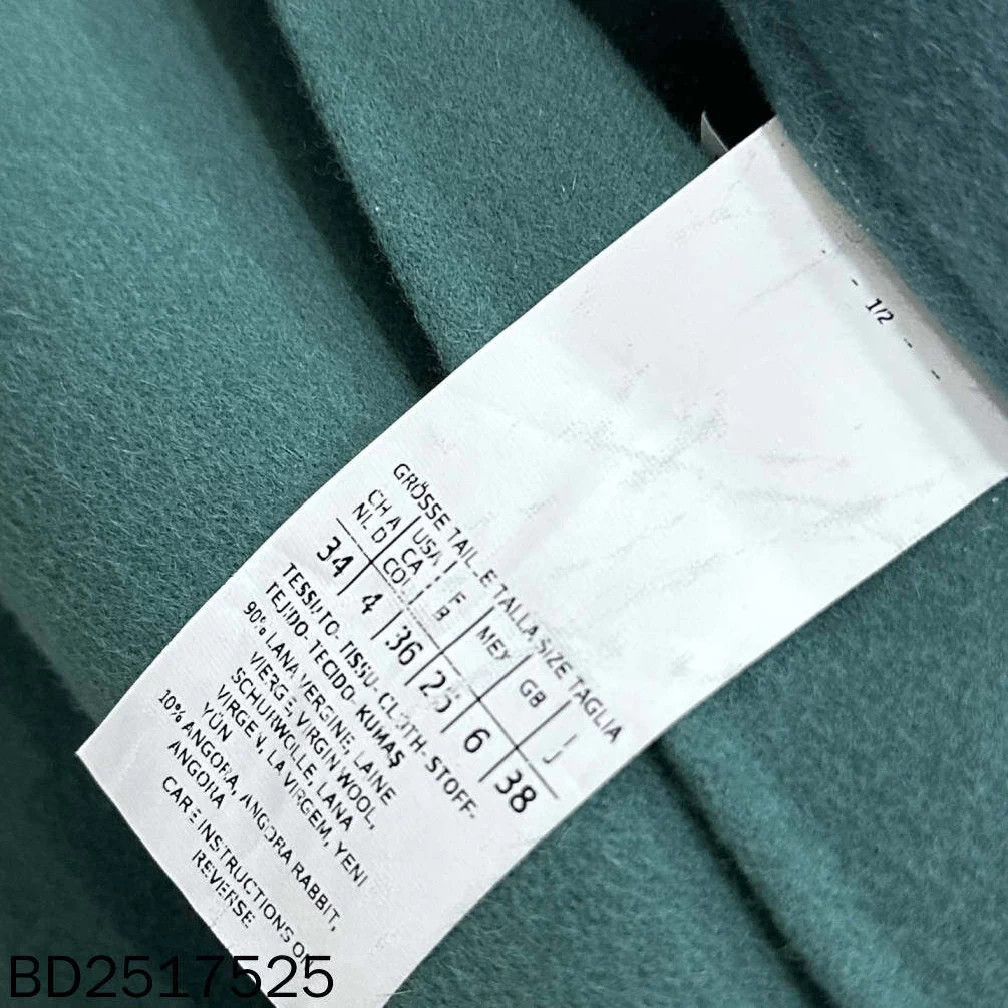 1/2
GRÖSSE TAIL.E TALLA SIZE TAGLIA
CH A | USA | F | MEX | GB | I
NL D | CA | B
COL
34 | 4 | 36 | 6 | 38
TESSUTO- TISSU- CLOTH- STOFF-
TEJIDO- TECIDO- KUMAŞ
90% LANA VERGINE, LAINE
VIERGE, VIRGIN WOOL,
SCHURWOLLE, LANA
VIRGEN, LA VIRGEM, YENI
YÜN
10% ANGORA, ANGORA RABBIT,
ANGORA
CARE INSTRUCTIONS ON
REVERSE
BD2517525